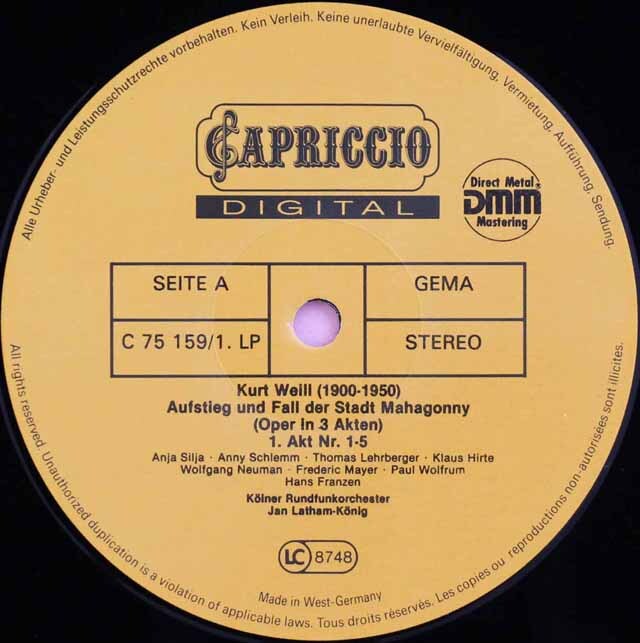 Alle Urheber- und Leistungsschutzrechte vorbehalten. Kein Verleih. Keine unerlaubte Vervielfältigung, Vermietung, Aufführung, Sendung.
CAPRICCIO
DIGITAL
Direct Metal
DMM
Mastering
SEITE A
GEMA
C 75 159/1. LP
STEREO
Kurt Weill (1900-1950)
Aufstieg und Fall der Stadt Mahagonny
(Oper in 3 Akten)
1. Akt Nr. 1-5
Anja Silja · Anny Schlemm · Thomas Lehrberger · Klaus Hirte
Wolfgang Neuman · Frederic Mayer · Paul Wolfrum
Hans Franzen
Kölner Rundfunkorchester
Jan Latham-König
LC 8748
Made in West-Germany
All rights reserved. Unauthorized duplication is a violation of applicable laws. Tous droits réservés. Les copies ou reproductions non-autorisées sont illicites.